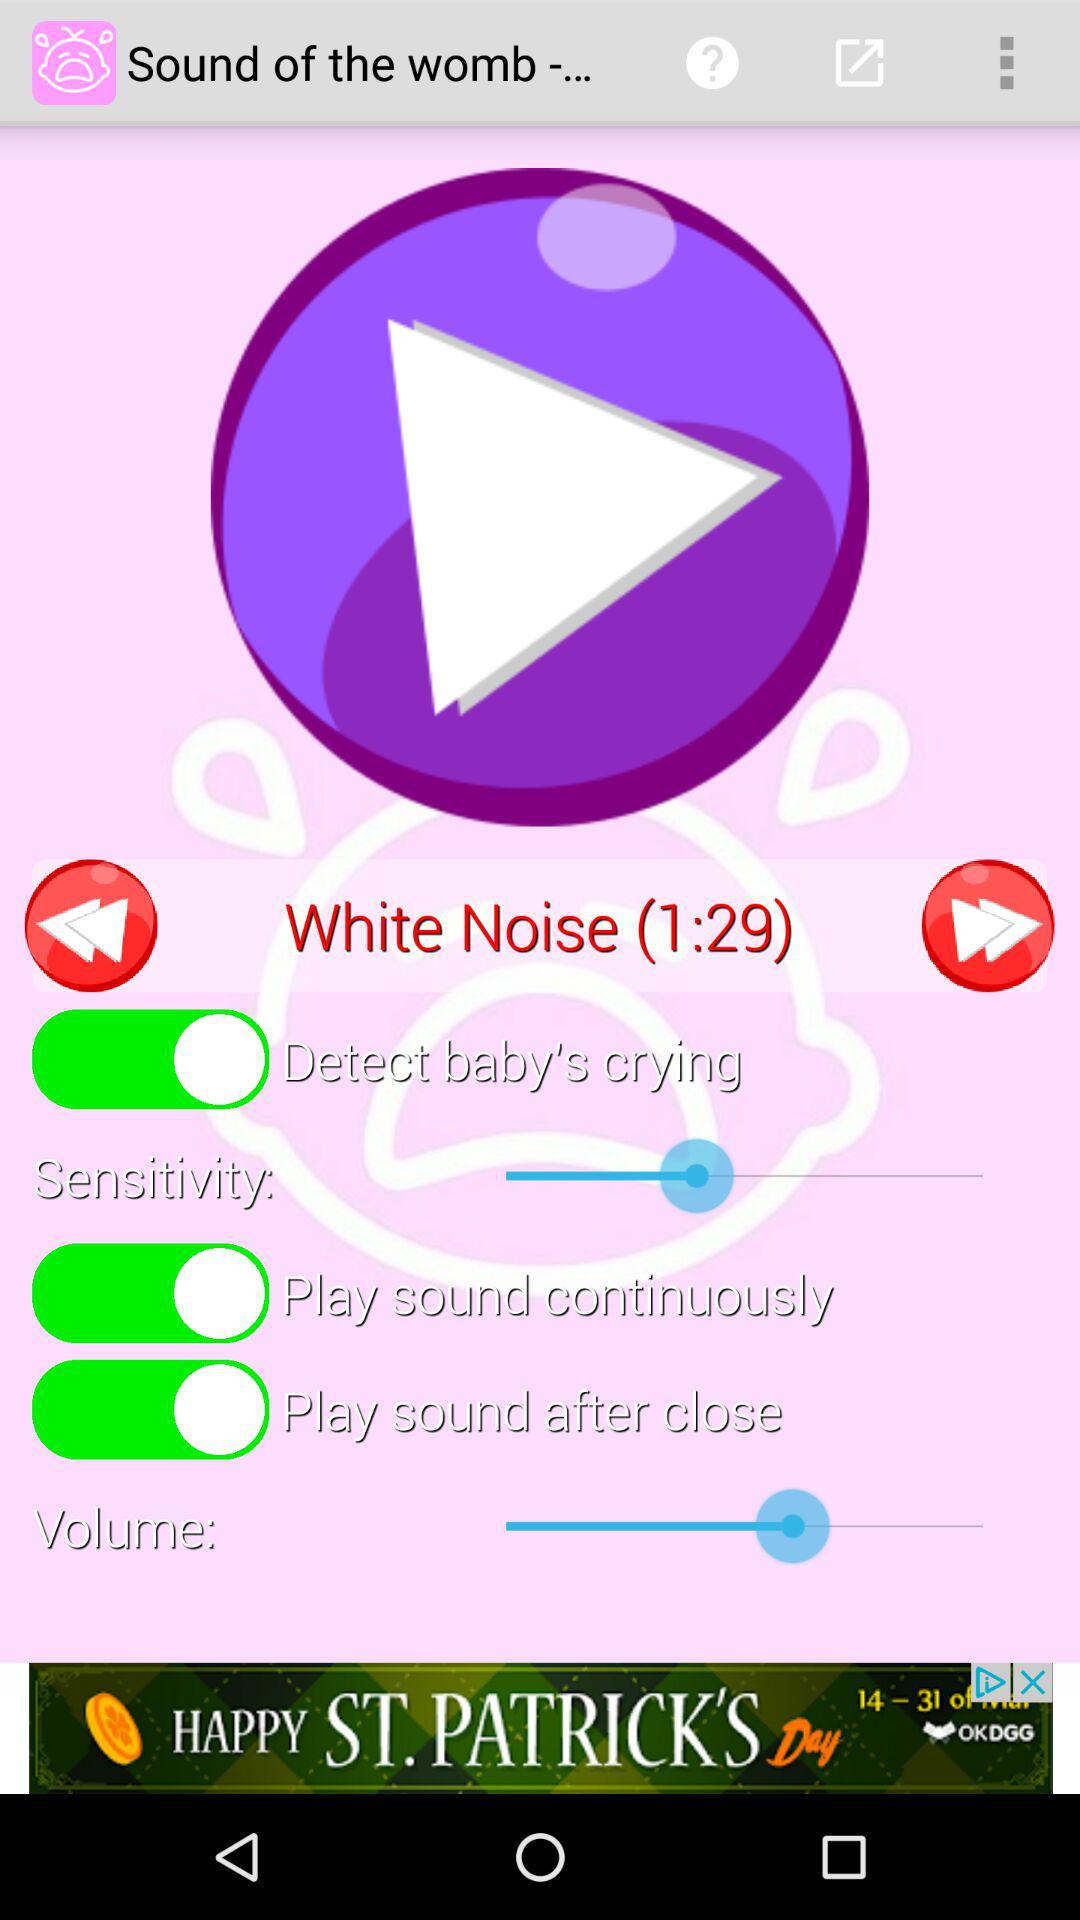 Sound of the womb -...
White Noise (1:29)
Detect baby's crying
Sensitivity:
Play sound continuously
Play sound after close
Volume:
HAPPY ST. PATRICK'S Day
14 – 31 of
OKDGG